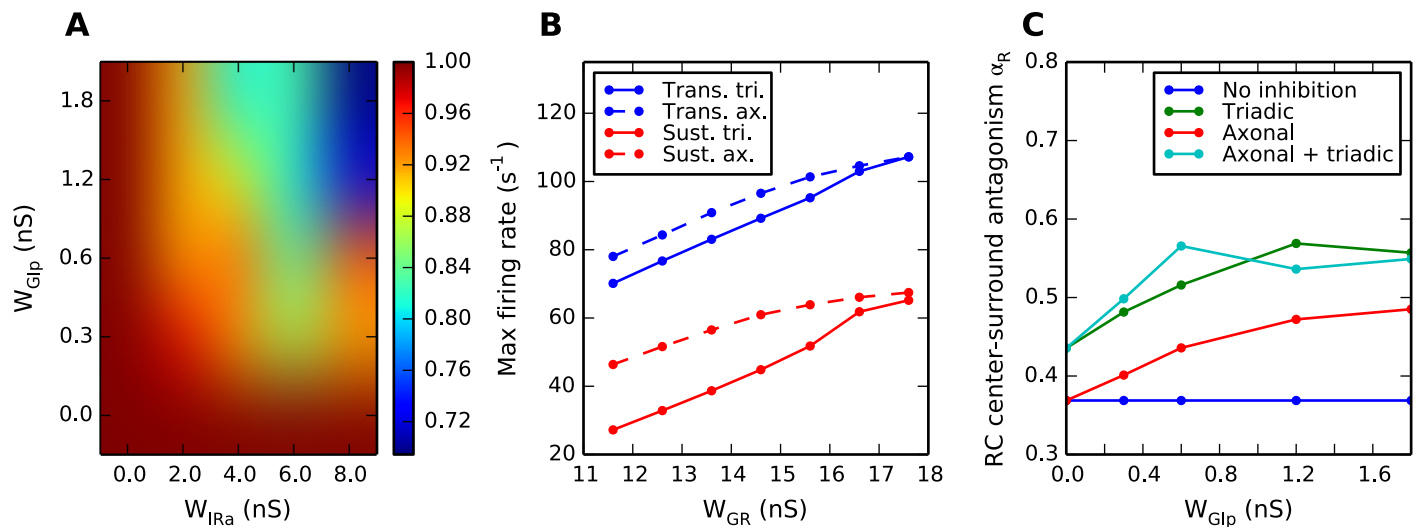 A
1.8
1.2
0.6
0.3
0.0
W_GIp (nS)
0.0 2.0 4.0 6.0 8.0
W_IRa (nS)
1.00
0.96
0.92
0.88
0.84
0.80
0.76
0.72
B
Trans. tri.
Trans. ax.
Sust. tri.
Sust. ax.
120
100
80
60
40
20
Max firing rate (s⁻¹)
11 12 13 14 15 16 17 18
W_GR (nS)
C
No inhibition
Triadic
Axonal
Axonal + triadic
0.8
0.7
0.6
0.5
0.4
0.3
RC center-surround antagonism α_R
0.0 0.4 0.8 1.2 1.6
W_GIp (nS)